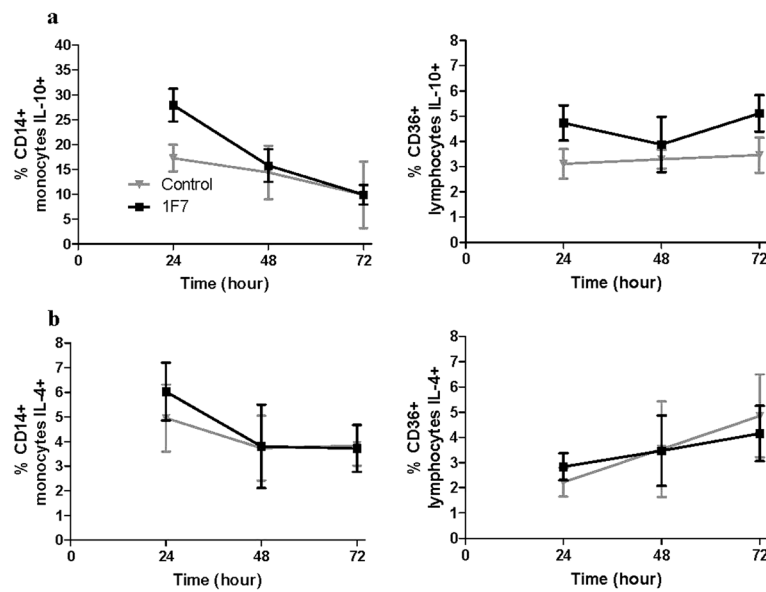 a
% CD14+
monocytes IL-10+
40
35
30
25
20
15
10
5
0
0 24 48 72
Time (hour)
Control
1F7
% CD36+
lymphocytes IL-10+
8
7
6
5
4
3
2
1
0
0 24 48 72
Time (hour)
b
% CD14+
monocytes IL-4+
8
7
6
5
4
3
2
1
0
0 24 48 72
Time (hour)
% CD36+
lymphocytes IL-4+
8
7
6
5
4
3
2
1
0
0 24 48 72
Time (hour)